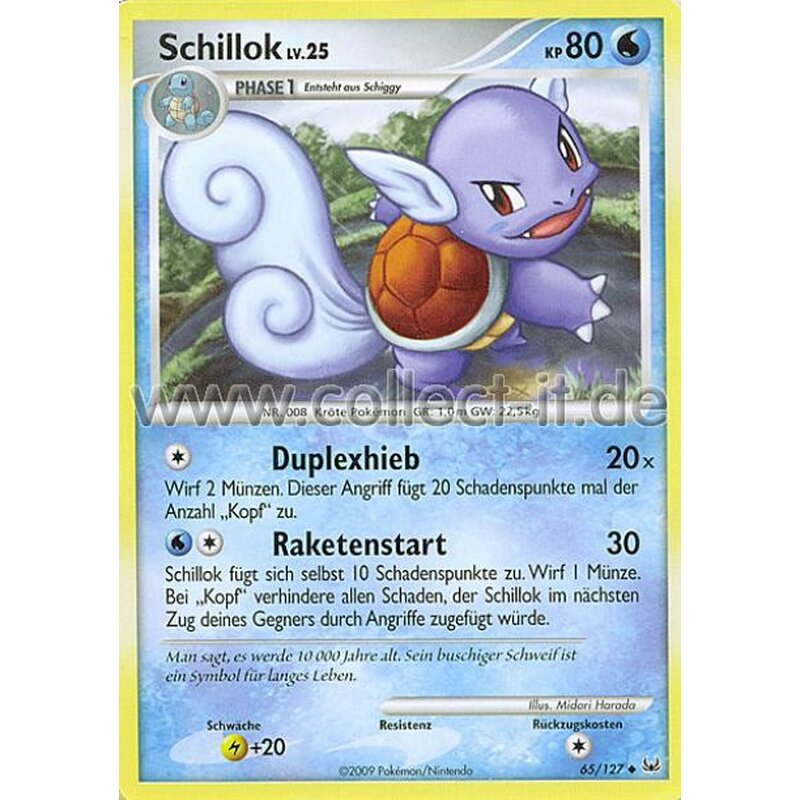 Schillok LV.25
KP 80
PHASE 1 Entsteht aus Schiggy
www.collect-it.de
NR. 008 Kröte Pokémon GR: 1,0m GW: 22,5kg
Duplexhieb 20x
Wirf 2 Münzen. Dieser Angriff fügt 20 Schadenspunkte mal der
Anzahl „Kopf“ zu.
Raketenstart 30
Schillok fügt sich selbst 10 Schadenspunkte zu. Wirf 1 Münze.
Bei „Kopf“ verhindere allen Schaden, der Schillok im nächsten
Zug deines Gegners durch Angriffe zugefügt würde.
Man sagt, es werde 10 000 Jahre alt. Sein buschiger Schweif ist
ein Symbol für langes Leben.
Illus. Midori Harada
Schwäche Resistenz Rückzugskosten
+20
©2009 Pokémon/Nintendo 65/127